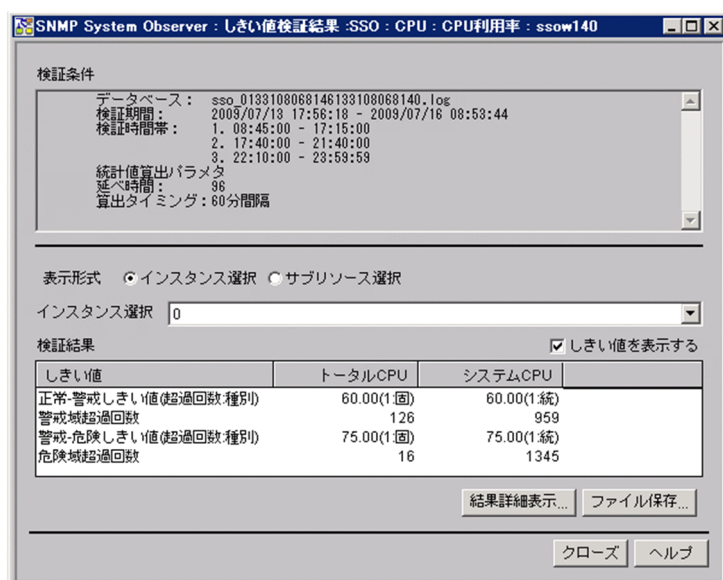 SNMP System Observer : しきい値検証結果 :SSO : CPU : CPU利用率 : ssow140
検証条件
データベース： sso_0133108068146133108068140.log
検証期間： 2009/07/13 17:56:18 - 2009/07/16 08:53:44
検証時間帯： 1. 08:45:00 - 17:15:00
2. 17:40:00 - 21:40:00
3. 22:10:00 - 23:59:59
統計値算出パラメタ
延べ時間： 96
算出タイミング：60分間隔
表示形式 インスタンス選択 サブリソース選択
インスタンス選択 0
検証結果 しきい値を表示する
しきい値 トータルCPU システムCPU
正常-警戒しきい値(超過回数:種別) 60.00(1:固) 60.00(1:統)
警戒域超過回数 126 959
警戒-危険しきい値(超過回数:種別) 75.00(1:固) 75.00(1:統)
危険域超過回数 16 1345
結果詳細表示... ファイル保存...
クローズ ヘルプ